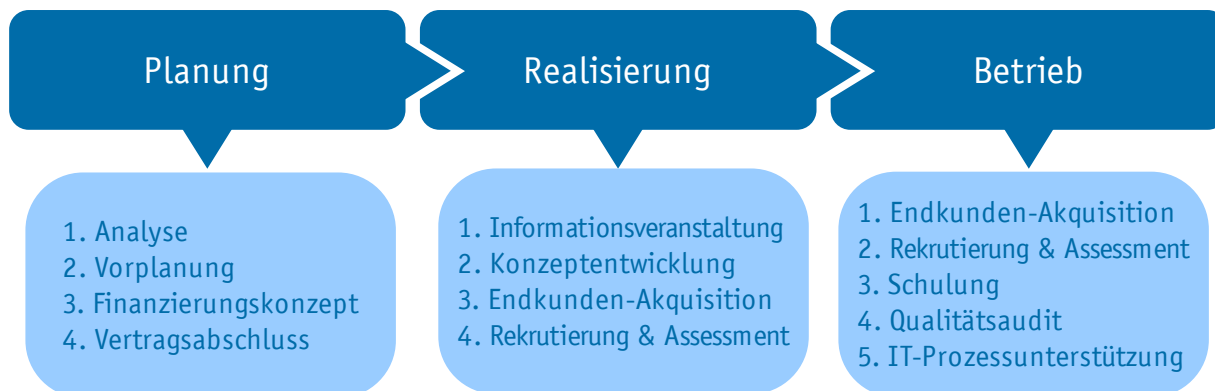 Planung
Realisierung
Betrieb
1. Analyse
2. Vorplanung
3. Finanzierungskonzept
4. Vertragsabschluss
1. Informationsveranstaltung
2. Konzeptentwicklung
3. Endkunden-Akquisition
4. Rekrutierung & Assessment
1. Endkunden-Akquisition
2. Rekrutierung & Assessment
3. Schulung
4. Qualitätsaudit
5. IT-Prozessunterstützung